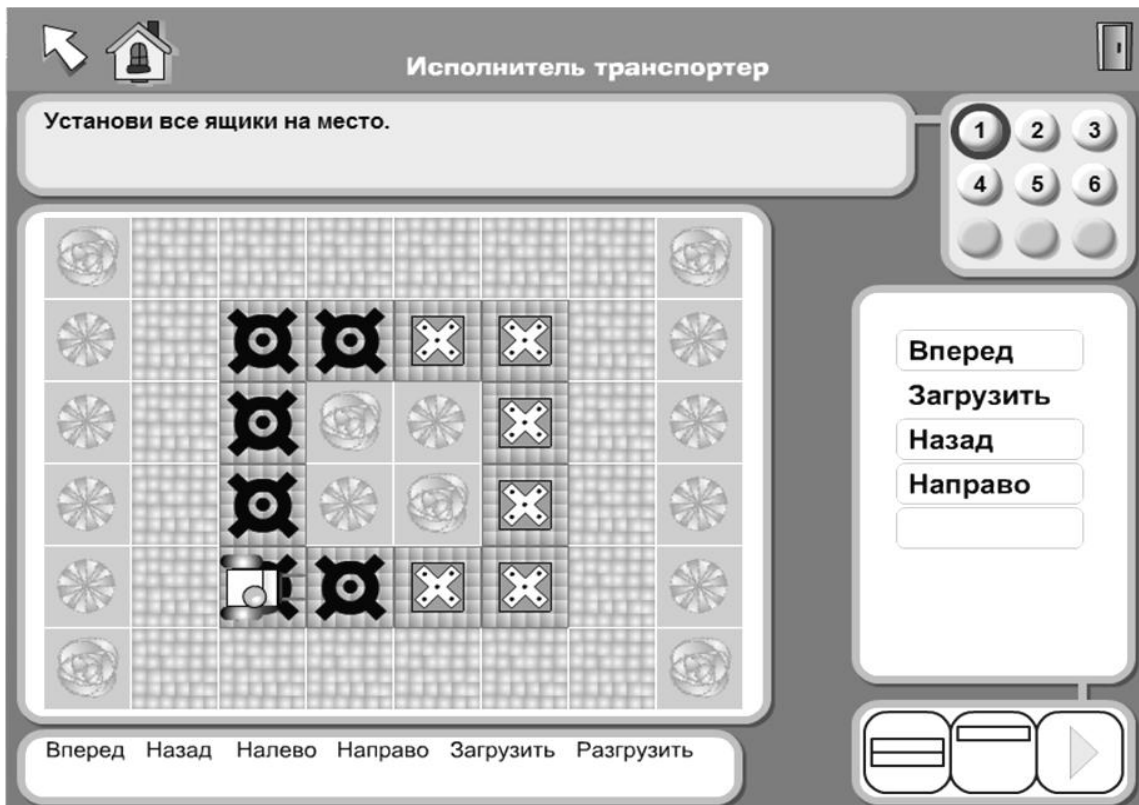 Исполнитель транспортер
Установи все ящики на место.
1 2 3
4 5 6
Вперед
Загрузить
Назад
Направо
Вперед Назад Налево Направо Загрузить Разгрузить